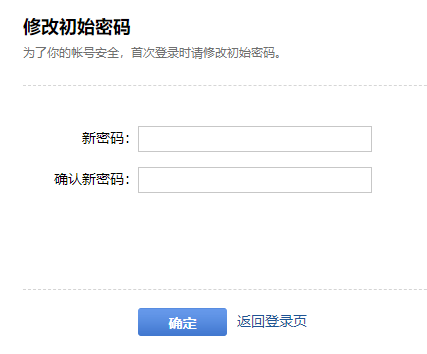 修改初始密码
为了你的帐号安全，首次登录时请修改初始密码。
新密码：
确认新密码：
确定 返回登录页